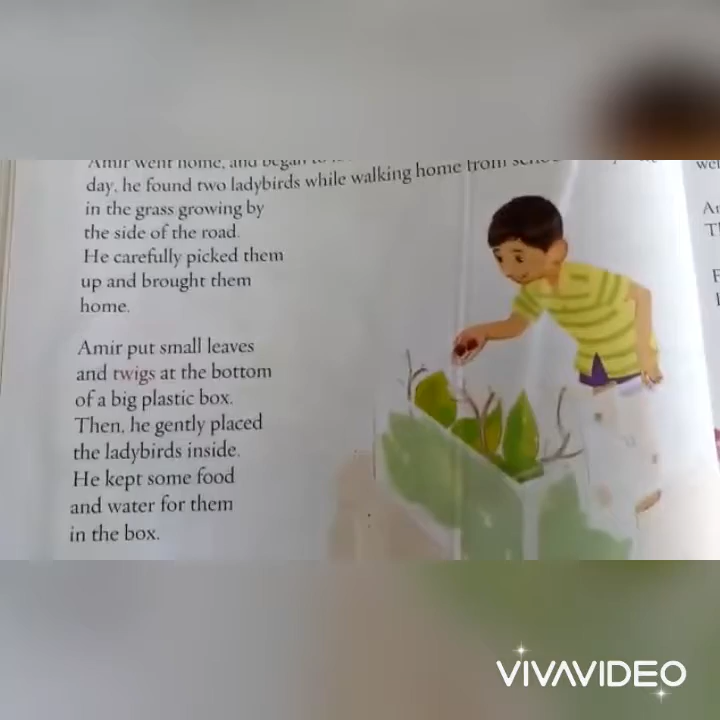 Amir went home, and began to
day, he found two ladybirds while walking home from
in the grass growing by
the side of the road.
He carefully picked them
up and brought them
home.
Amir put small leaves
and twigs at the bottom
of a big plastic box.
Then, he gently placed
the ladybirds inside.
He kept some food
and water for them
in the box.
VIVAVIDEO